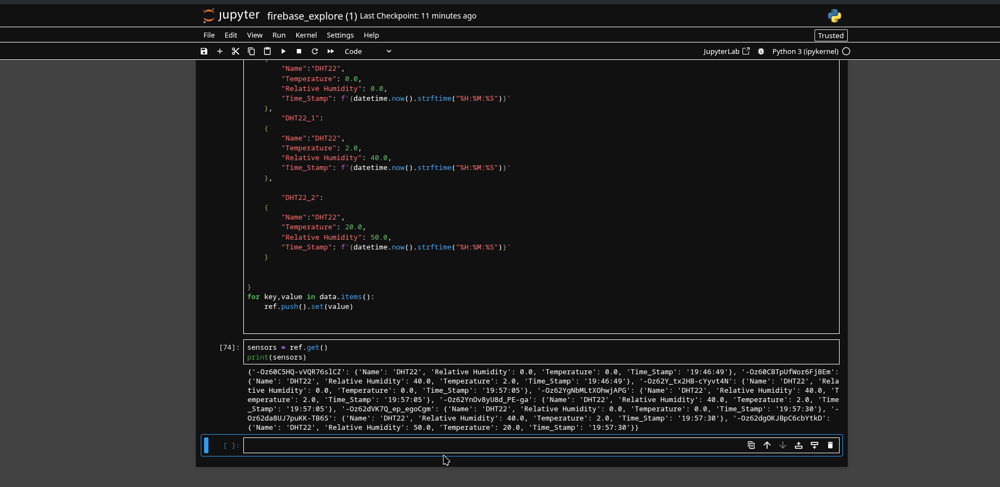 jupyter firebase_explore (1) Last Checkpoint: 11 minutes ago
File Edit View Run Kernel Settings Help Trusted
Code JupyterLab Python 3 (ipykernel)
{
"Name":"DHT22",
"Temperature": 0.0,
"Relative Humidity": 0.0,
"Time_Stamp": f'{datetime.now().strftime("%H:%M:%S")}'
},
"DHT22_1":
{
"Name":"DHT22",
"Temperature": 2.0,
"Relative Humidity": 40.0,
"Time_Stamp": f'{datetime.now().strftime("%H:%M:%S")}'
},
"DHT22_2":
{
"Name":"DHT22",
"Temperature": 20.0,
"Relative Humidity": 50.0,
"Time_Stamp": f'{datetime.now().strftime("%H:%M:%S")}'
}
}
for key,value in data.items():
ref.push().set(value)
[74]: sensors = ref.get()
print(sensors)
{'-Oz60C5HQ-vVQR76slCZ': {'Name': 'DHT22', 'Relative Humidity': 0.0, 'Temperature': 0.0, 'Time_Stamp': '19:46:49'}, '-Oz60CBTpUfWor6FjBEm':
{'Name': 'DHT22', 'Relative Humidity': 40.0, 'Temperature': 2.0, 'Time_Stamp': '19:46:49'}, '-Oz62Y_tx2HB-cYyvt4N': {'Name': 'DHT22', 'Rela
tive Humidity': 0.0, 'Temperature': 0.0, 'Time_Stamp': '19:57:05'}, '-Oz62YgNbMLtXOhwjAPG': {'Name': 'DHT22', 'Relative Humidity': 40.0, 'T
emperature': 2.0, 'Time_Stamp': '19:57:05'}, '-Oz62YnOv8yU8d_PE-ga': {'Name': 'DHT22', 'Relative Humidity': 40.0, 'Temperature': 2.0, 'Time
_Stamp': '19:57:05'}, '-Oz62dVK7Q_ep_egoCgm': {'Name': 'DHT22', 'Relative Humidity': 0.0, 'Temperature': 0.0, 'Time_Stamp': '19:57:30'}, '-
Oz62da8UJ7puKK-TB6S': {'Name': 'DHT22', 'Relative Humidity': 40.0, 'Temperature': 2.0, 'Time_Stamp': '19:57:30'}, '-Oz62dgOKJBpC6cbYtkD':
{'Name': 'DHT22', 'Relative Humidity': 50.0, 'Temperature': 20.0, 'Time_Stamp': '19:57:30'}}
[ ]: